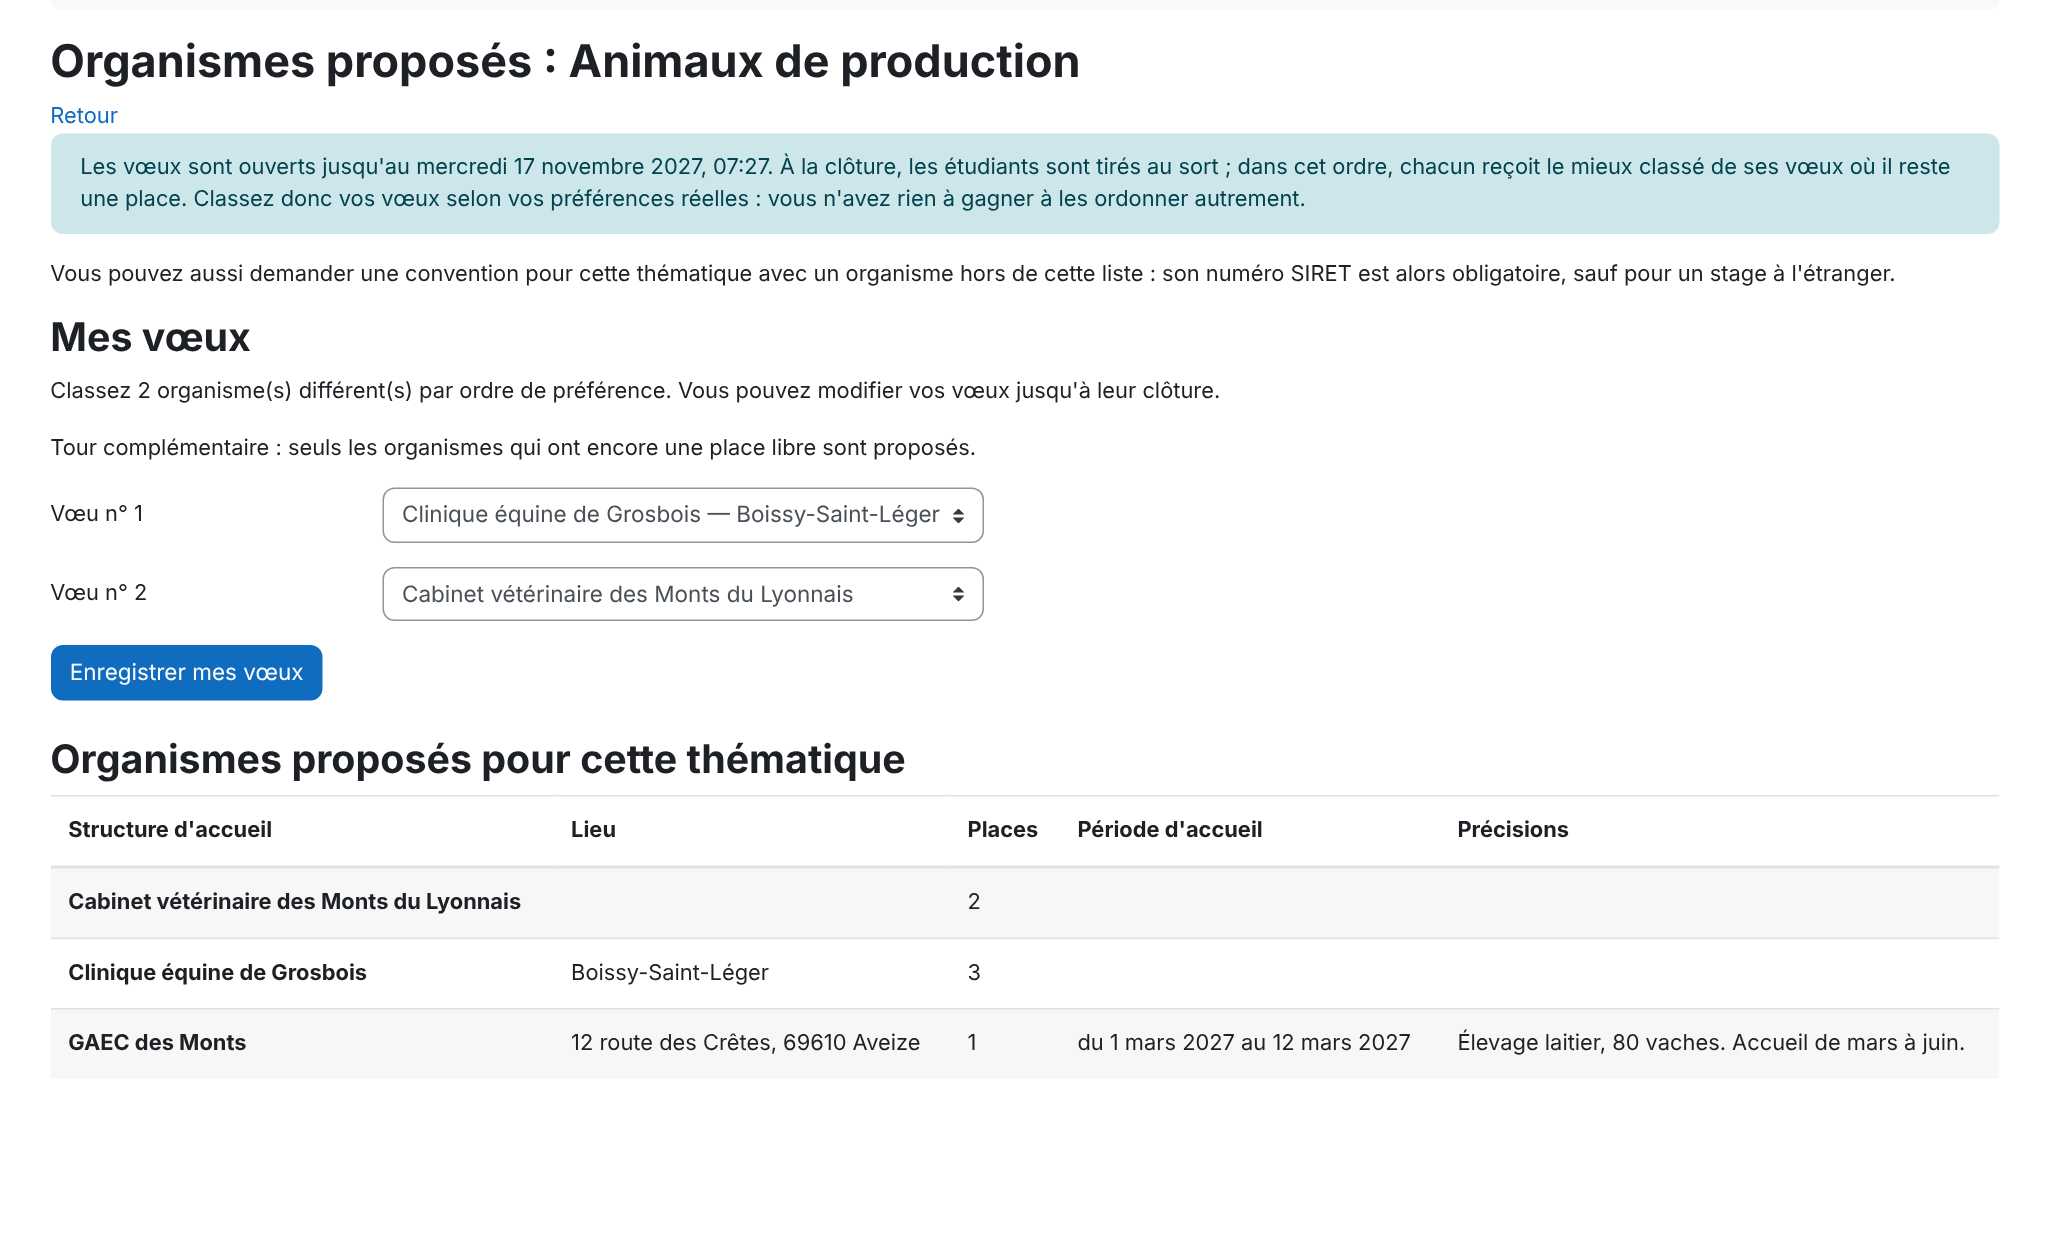 Organismes proposés : Animaux de production
Retour
Les vœux sont ouverts jusqu'au mercredi 17 novembre 2027, 07:27. À la clôture, les étudiants sont tirés au sort ; dans cet ordre, chacun reçoit le mieux classé de ses vœux où il reste
une place. Classez donc vos vœux selon vos préférences réelles : vous n'avez rien à gagner à les ordonner autrement.
Vous pouvez aussi demander une convention pour cette thématique avec un organisme hors de cette liste : son numéro SIRET est alors obligatoire, sauf pour un stage à l'étranger.
Mes vœux
Classez 2 organisme(s) différent(s) par ordre de préférence. Vous pouvez modifier vos vœux jusqu'à leur clôture.
Tour complémentaire : seuls les organismes qui ont encore une place libre sont proposés.
Vœu n° 1 Clinique équine de Grosbois — Boissy-Saint-Léger
Vœu n° 2 Cabinet vétérinaire des Monts du Lyonnais
Enregistrer mes vœux
Organismes proposés pour cette thématique
Structure d'accueil Lieu Places Période d'accueil Précisions
Cabinet vétérinaire des Monts du Lyonnais 2
Clinique équine de Grosbois Boissy-Saint-Léger 3
GAEC des Monts 12 route des Crêtes, 69610 Aveize 1 du 1 mars 2027 au 12 mars 2027 Élevage laitier, 80 vaches. Accueil de mars à juin.